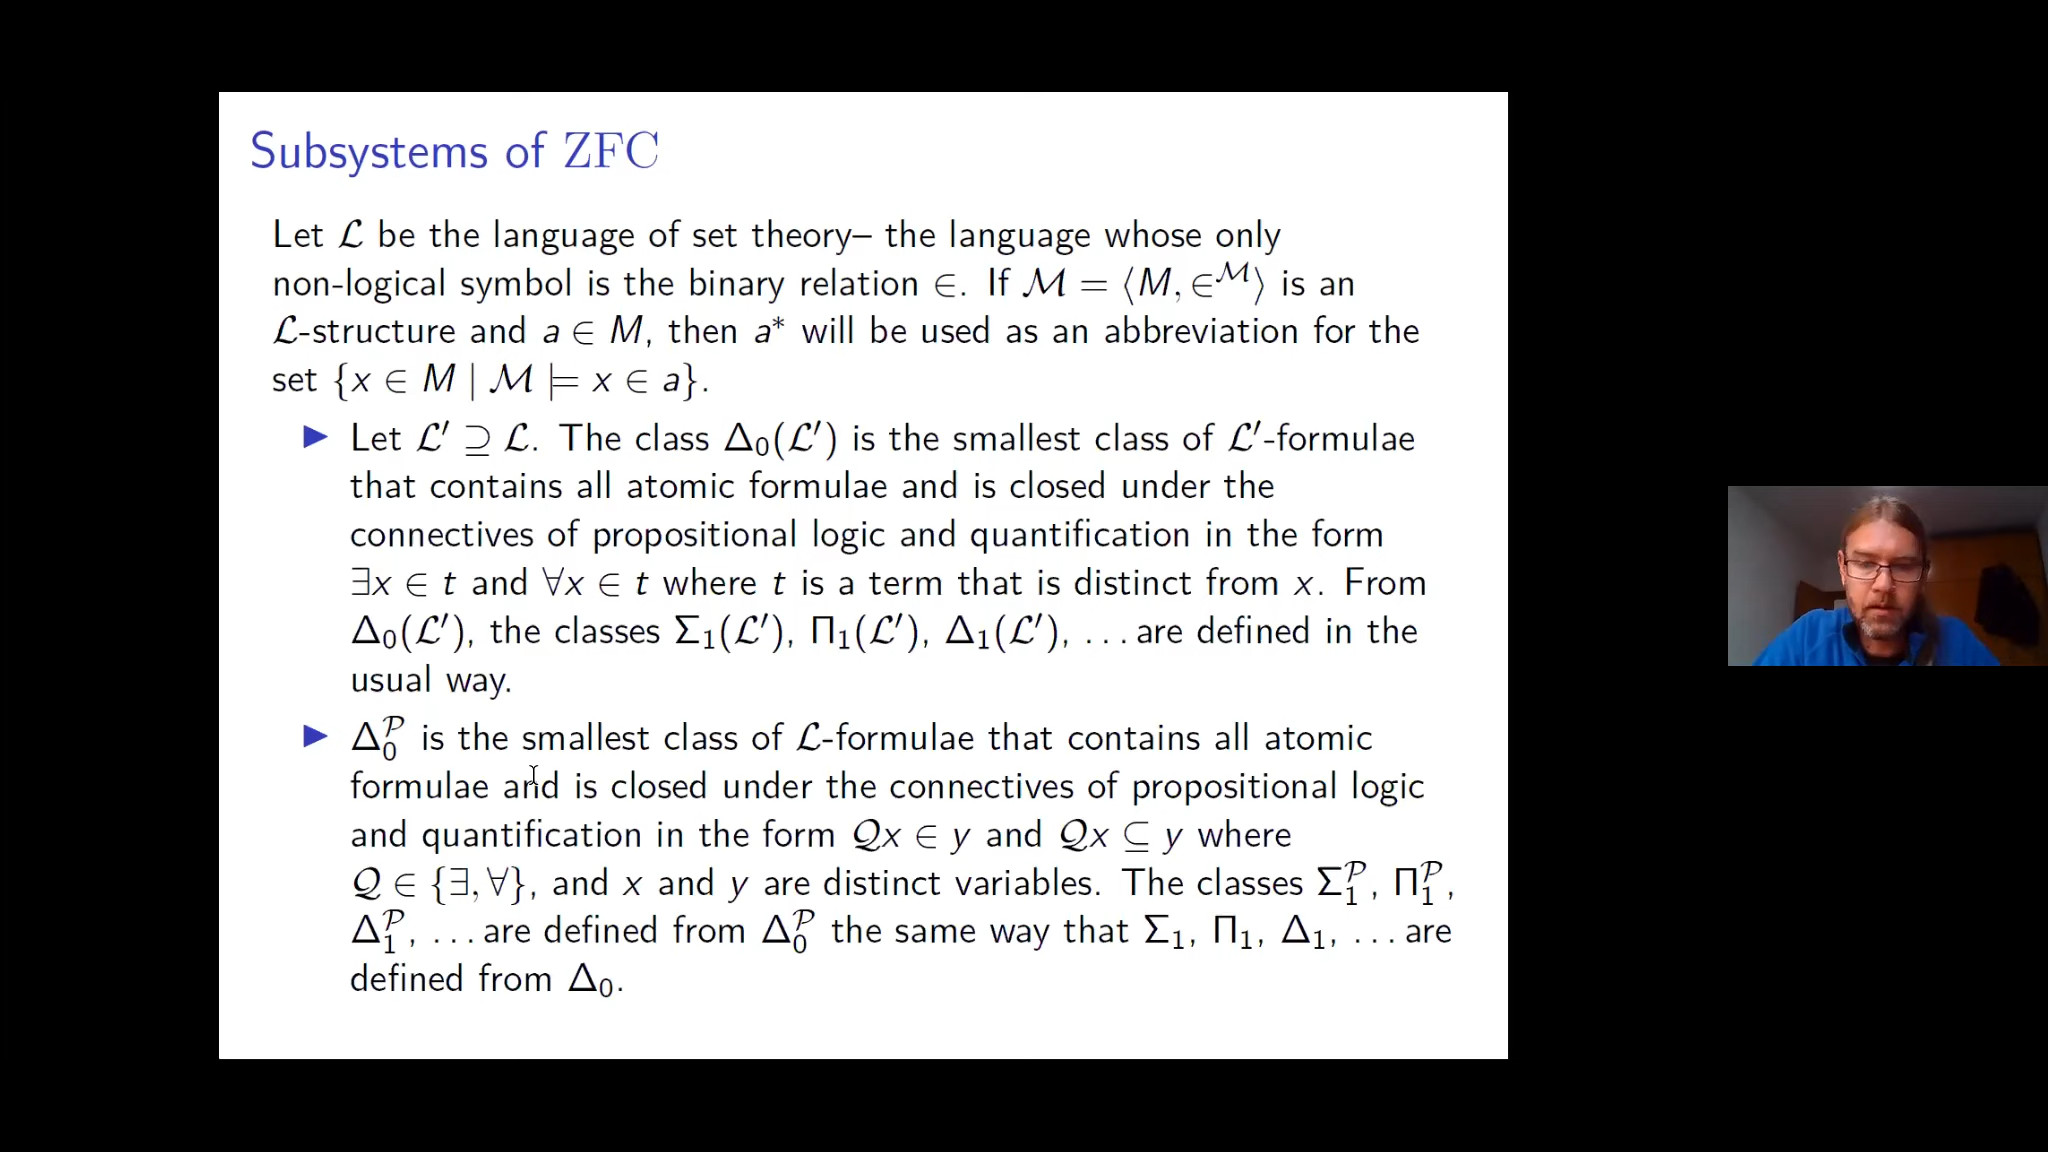 Subsystems of ZFC
Let ℒ be the language of set theory– the language whose only
non-logical symbol is the binary relation ∈. If ℳ = ⟨M, ∈^ℳ⟩ is an
ℒ-structure and a ∈ M, then a* will be used as an abbreviation for the
set {x ∈ M | ℳ ⊨ x ∈ a}.
▶ Let ℒ′ ⊇ ℒ. The class Δ₀(ℒ′) is the smallest class of ℒ′-formulae
that contains all atomic formulae and is closed under the
connectives of propositional logic and quantification in the form
∃x ∈ t and ∀x ∈ t where t is a term that is distinct from x. From
Δ₀(ℒ′), the classes Σ₁(ℒ′), Π₁(ℒ′), Δ₁(ℒ′), ... are defined in the
usual way.
▶ Δ₀^𝒫 is the smallest class of ℒ-formulae that contains all atomic
formulae and is closed under the connectives of propositional logic
and quantification in the form 𝒬x ∈ y and 𝒬x ⊆ y where
𝒬 ∈ {∃, ∀}, and x and y are distinct variables. The classes Σ₁^𝒫, Π₁^𝒫,
Δ₁^𝒫, ... are defined from Δ₀^𝒫 the same way that Σ₁, Π₁, Δ₁, ... are
defined from Δ₀.